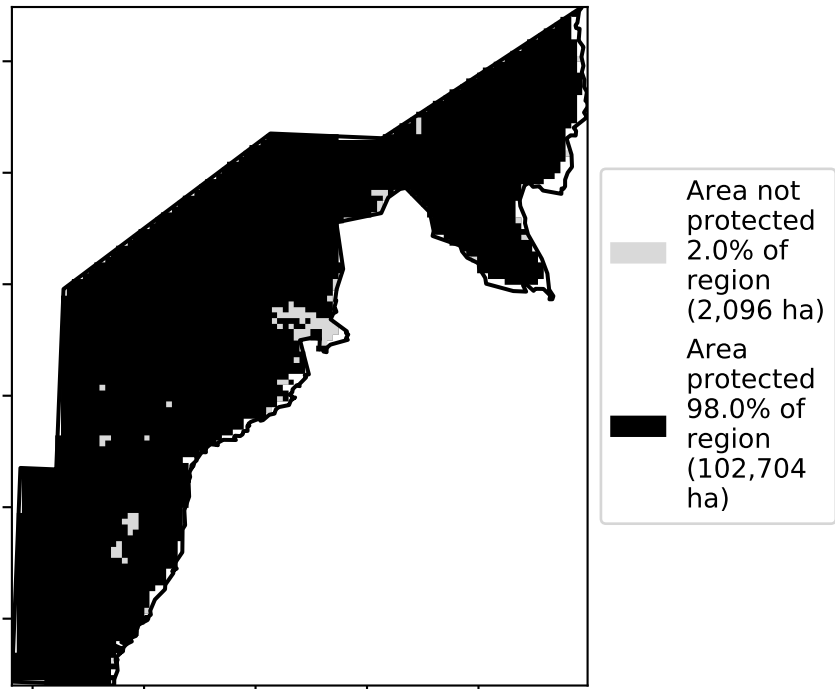 Area not
protected
2.0% of
region
(2,096 ha)
Area
protected
98.0% of
region
(102,704
ha)